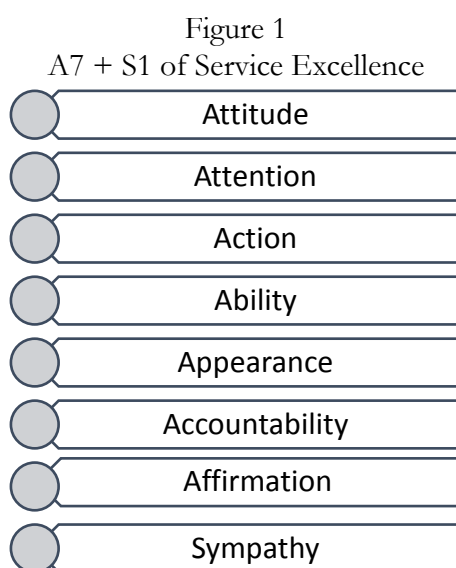 Figure 1
A7 + S1 of Service Excellence
Attitude
Attention
Action
Ability
Appearance
Accountability
Affirmation
Sympathy